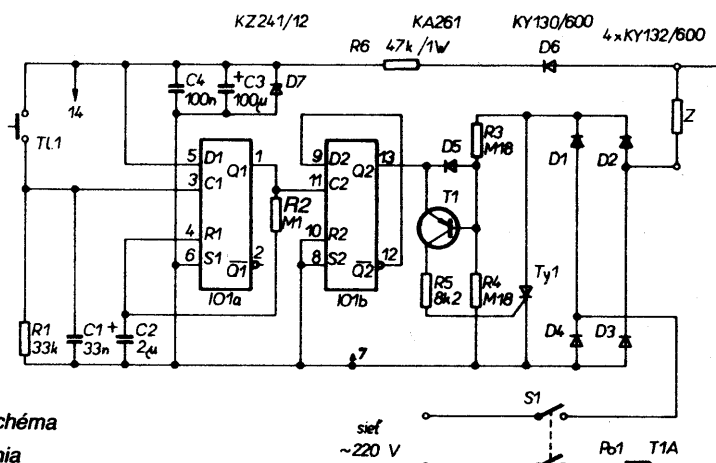 KZ241/12 KA261 KY130/600
R6 47k/1W D6 4xKY132/600
C4 100n +C3 100µ D7
14
Tl.1
Z
5 D1 Q1 1
3 C1
4 R1
6 S1 Q1 2
IO1a
R2 M1
9 D2 Q2 13
11 C2
10 R2
8 S2 Q2 12
IO1b
D5 R3 M18
T1
D1 D2
R5 8k2
R4 M18
Ty1
D4 D3
R1 33k
C1 33n
+ C2 2µ
7
schéma
nia
S1
sieť
~220 V
Po1 T1A